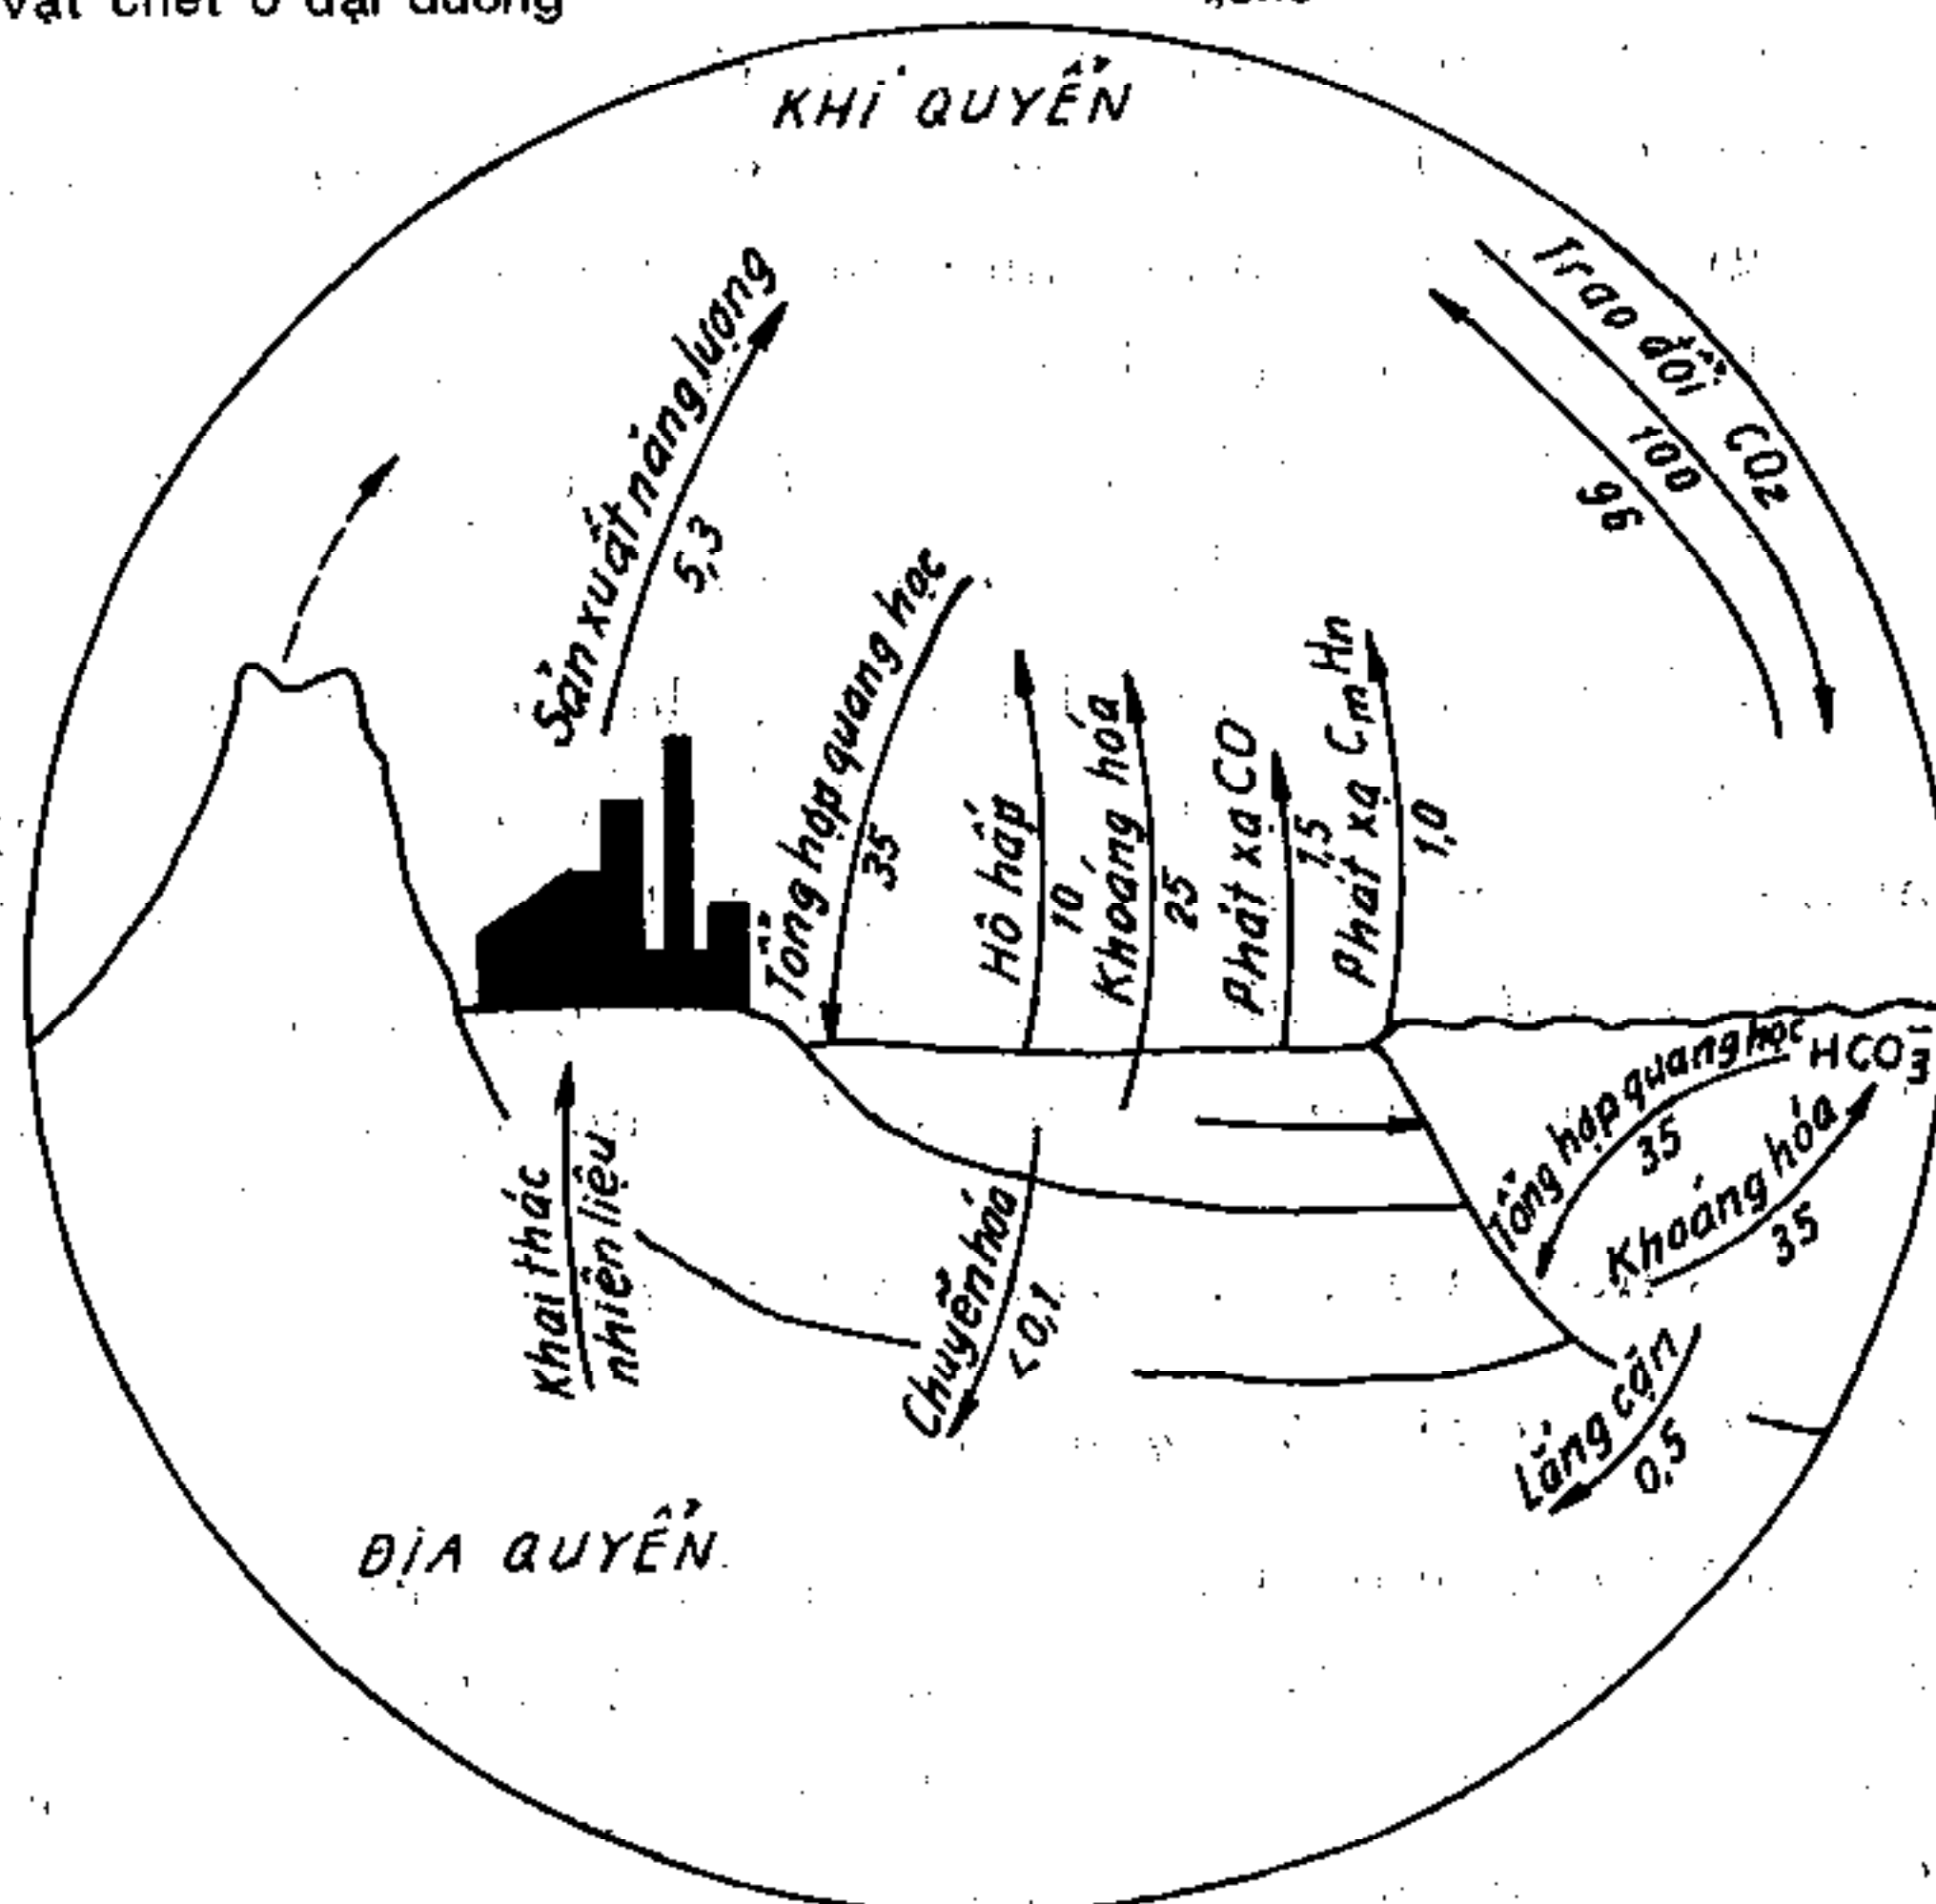 vật chết ở đại dương
KHÍ QUYỂN
Trao đổi CO₂
100
96
Sản xuất năng lượng
5,3
Tổng hợp quang học
35
Hô hấp
10
Khoáng hóa
25
Phát xạ CO
1,5
Phát xạ CmHn
1,0
Tổng hợp quang học
35
HCO₃⁻
Khoáng hóa
35
Khai thác
nhiên liệu
Chuyển hóa
<0,1
Lắng cặn
0,5
ĐỊA QUYỂN